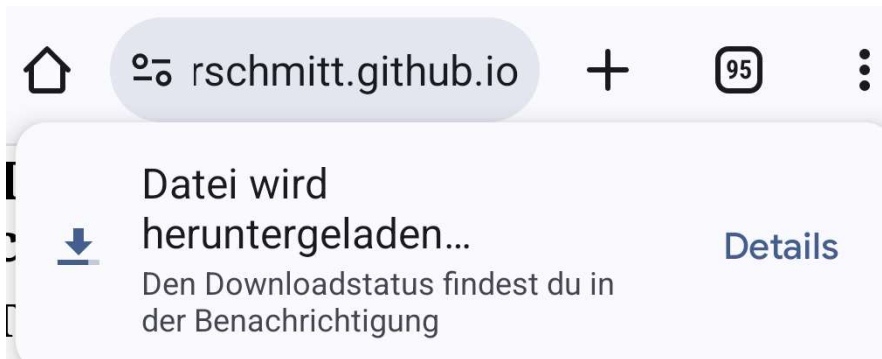 rschmitt.github.io
95
Datei wird
heruntergeladen…
Details
Den Downloadstatus findest du in
der Benachrichtigung